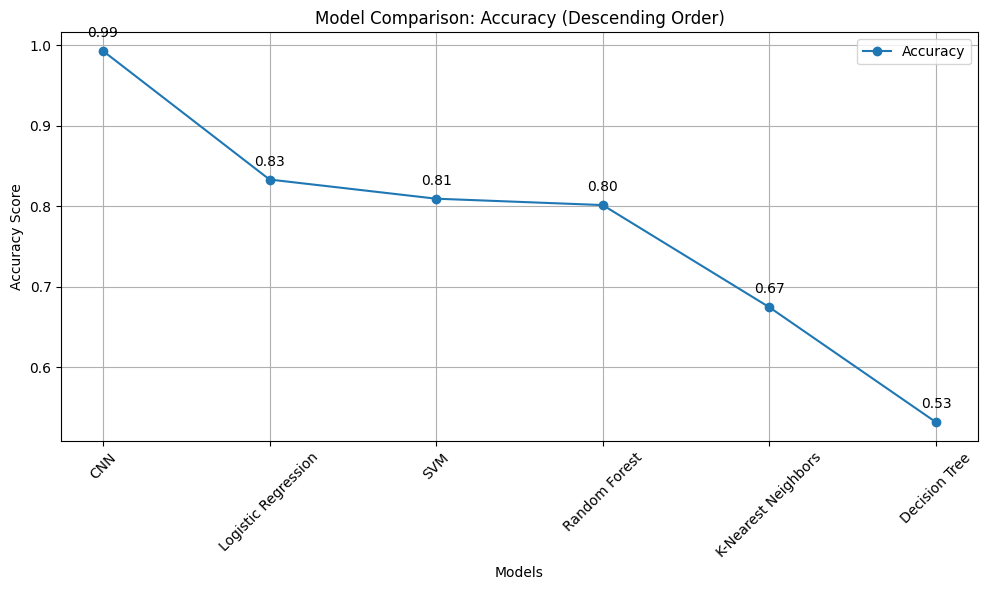 Model Comparison: Accuracy (Descending Order)
Accuracy
0.99
0.83
0.81
0.80
0.67
0.53
1.0
0.9
0.8
0.7
0.6
Accuracy Score
CNN
Logistic Regression
SVM
Random Forest
K-Nearest Neighbors
Decision Tree
Models